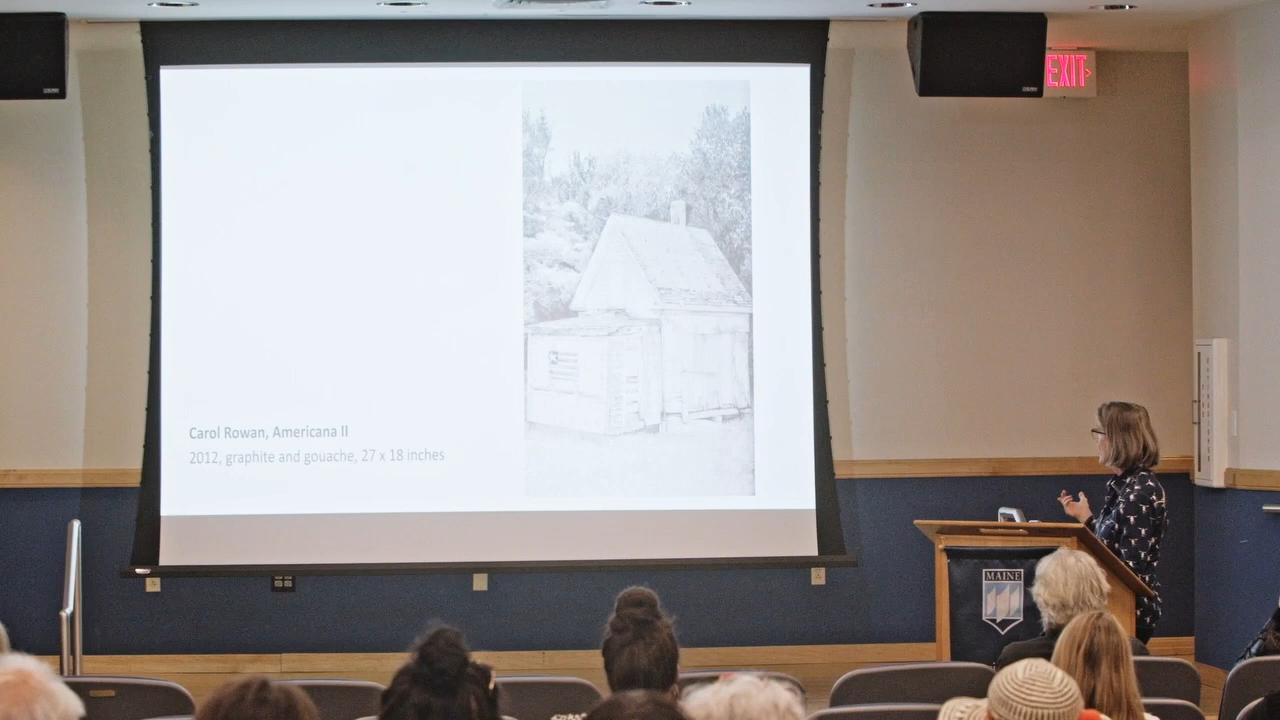 EXIT
Carol Rowan, Americana II
2012, graphite and gouache, 27 x 18 inches
MAINE